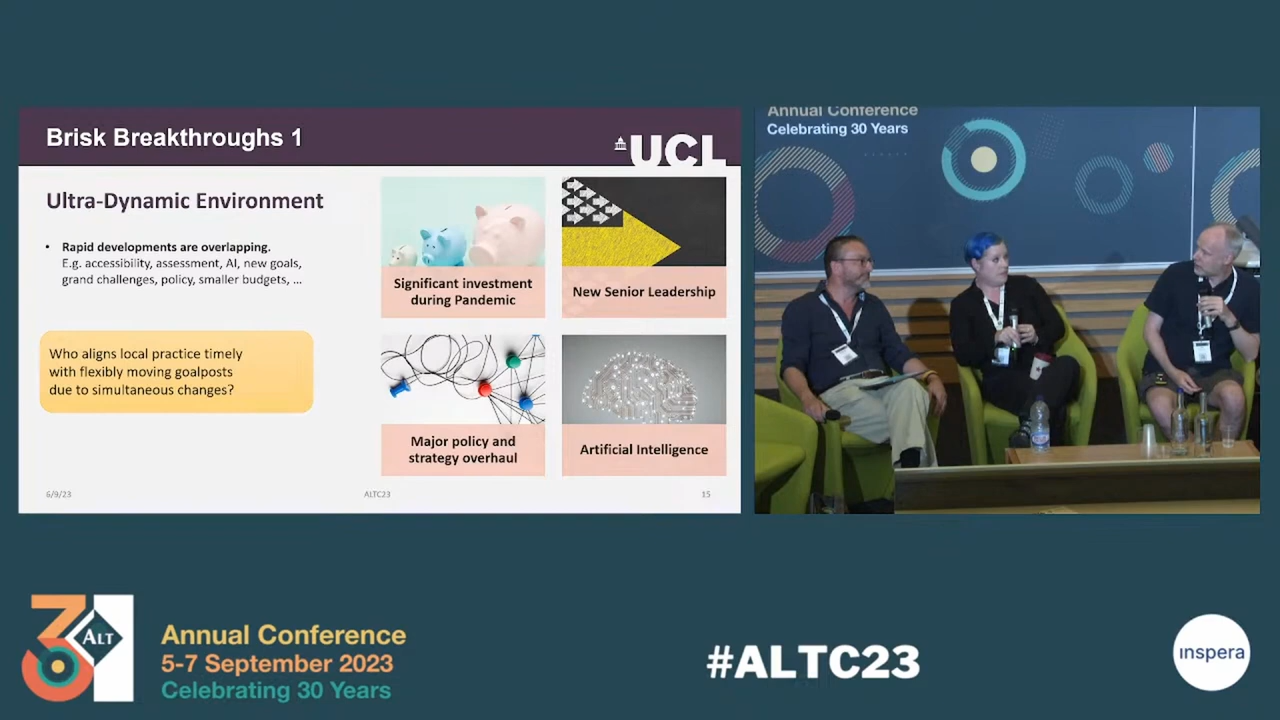 Brisk Breakthroughs 1
UCL
Ultra-Dynamic Environment
• Rapid developments are overlapping.
E.g. accessibility, assessment, AI, new goals,
grand challenges, policy, smaller budgets, ...
Who aligns local practice timely
with flexibly moving goalposts
due to simultaneous changes?
Significant investment
during Pandemic
New Senior Leadership
Major policy and
strategy overhaul
Artificial Intelligence
6/9/23
ALTC23
15
Annual Conference
Celebrating 30 Years
30
ALT
Annual Conference
5-7 September 2023
Celebrating 30 Years
#ALTC23
inspera